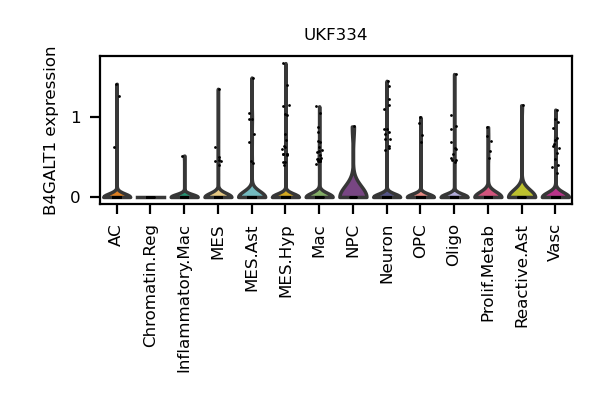 UKF334
B4GALT1 expression
1
0
AC
Chromatin.Reg
Inflammatory.Mac
MES
MES.Ast
MES.Hyp
Mac
NPC
Neuron
OPC
Oligo
Prolif.Metab
Reactive.Ast
Vasc